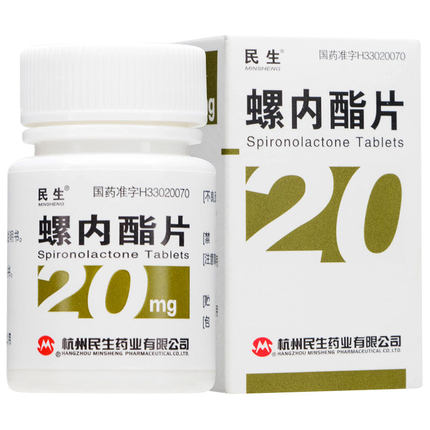 民生®
MINSHENG
国药准字H33020070
螺内酯片
Spironolactone Tablets
20mg
杭州民生药业有限公司
HANGZHOU MINSHENG PHARMACEUTICAL CO.,LTD.
民生®
MINSHENG
国药准字H33020070
螺内酯片
Spironolactone Tablets
20
杭州民生药业有限公司
HANGZHOU MINSHENG PHARMACEUTICAL CO.,LTD.